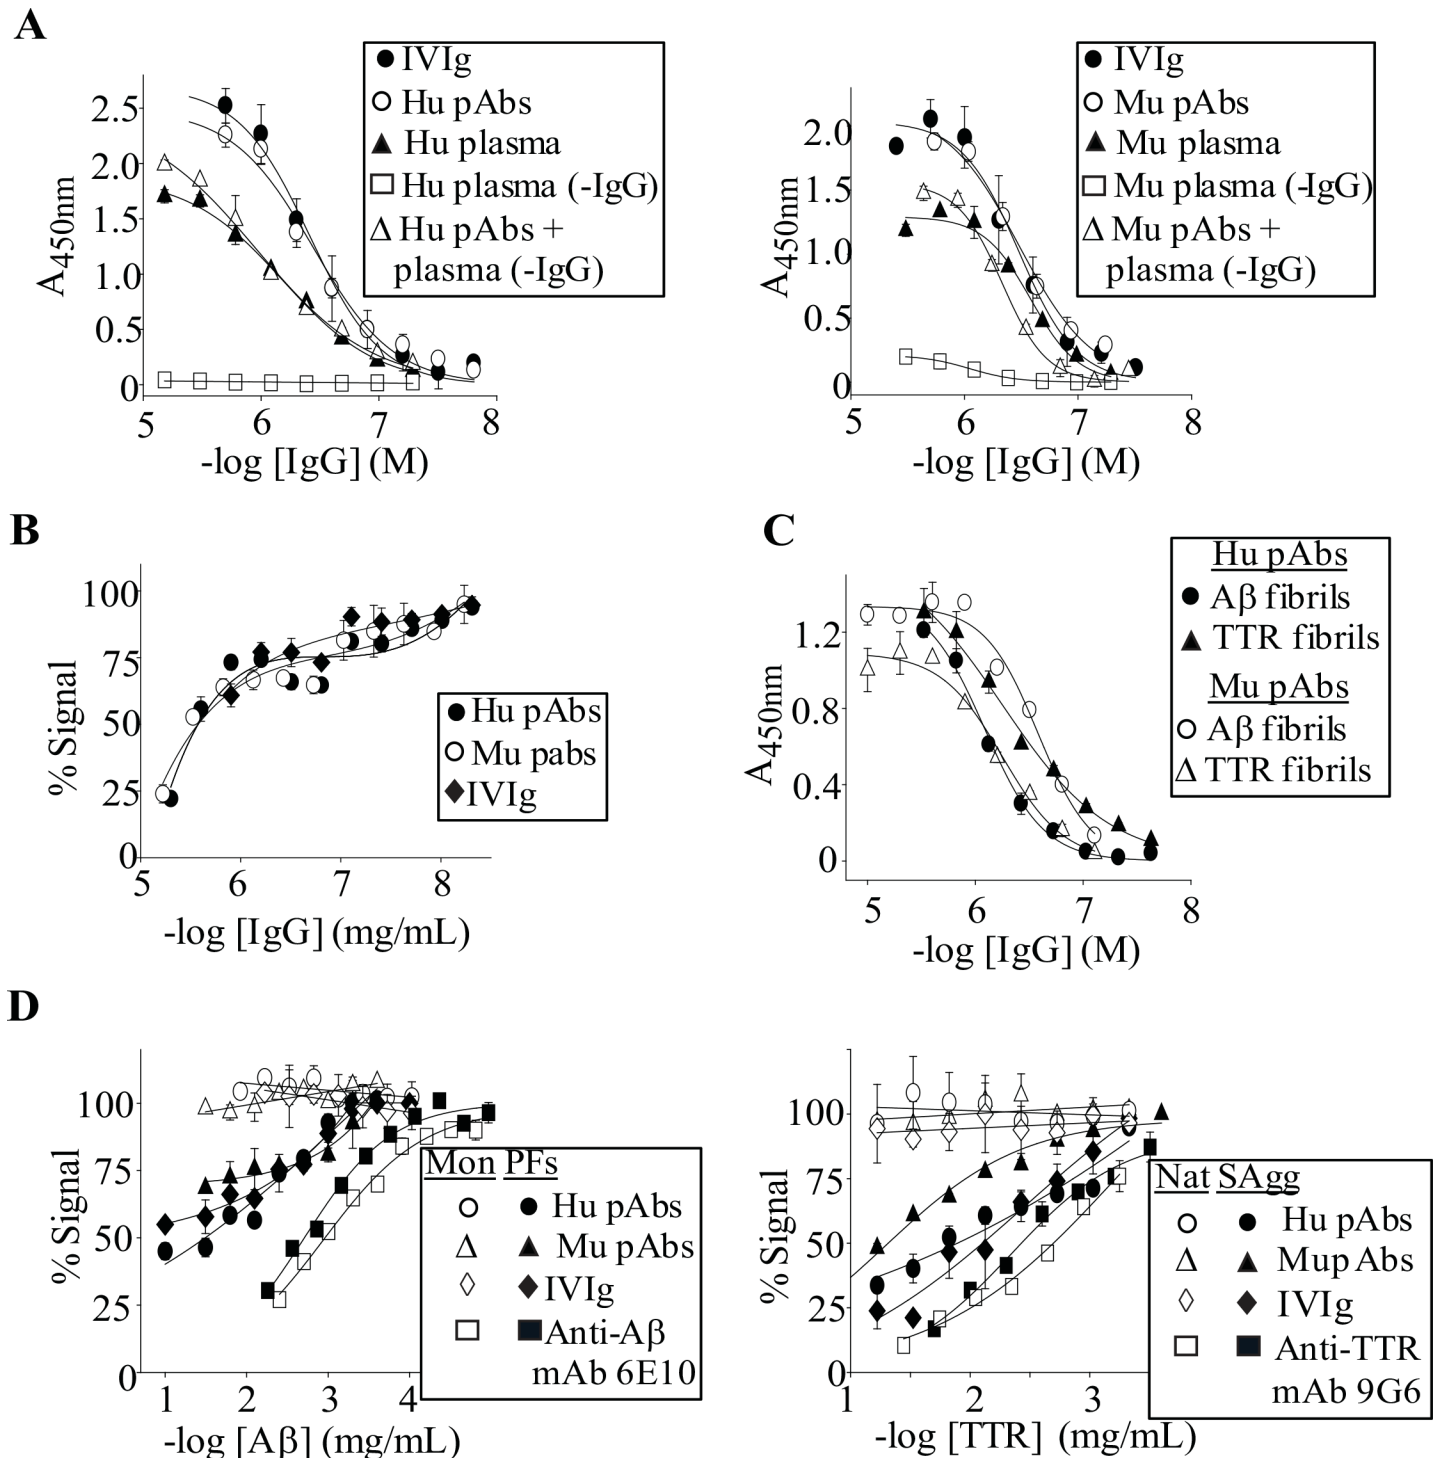 A
IVIg
Hu pAbs
Hu plasma
Hu plasma (-IgG)
Hu pAbs +
plasma (-IgG)
2.5
2.0
1.5
1.0
0.5
0
A450nm
5 6 7 8
-log [IgG] (M)
IVIg
Mu pAbs
Mu plasma
Mu plasma (-IgG)
Mu pAbs +
plasma (-IgG)
2.0
1.5
1.0
0.5
0
A450nm
5 6 7 8
-log [IgG] (M)
B
100
75
50
25
0
% Signal
Hu pAbs
Mu pabs
IVIg
5 6 7 8
-log [IgG] (mg/mL)
C
Hu pAbs
Aβ fibrils
TTR fibrils
Mu pAbs
Aβ fibrils
TTR fibrils
1.2
0.8
0.4
0
A450nm
5 6 7 8
-log [IgG] (M)
D
100
75
50
25
0
% Signal
Mon PFs
Hu pAbs
Mu pAbs
IVIg
Anti-Aβ
mAb 6E10
1 2 3 4
-log [Aβ] (mg/mL)
100
75
50
25
0
% Signal
Nat SAgg
Hu pAbs
Mup Abs
IVIg
Anti-TTR
mAb 9G6
1 2 3
-log [TTR] (mg/mL)